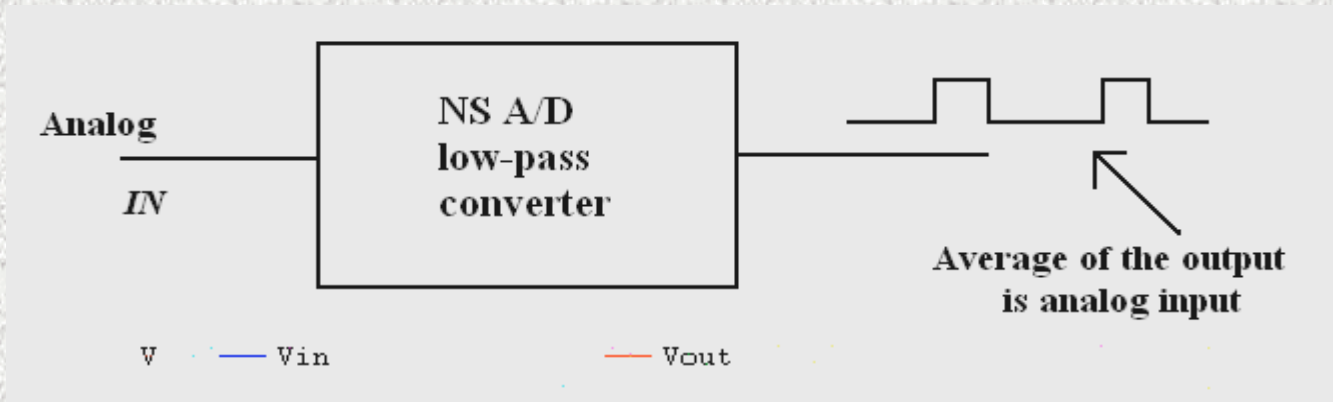 Analog
IN
NS A/D
low-pass
converter
Average of the output
is analog input
V Vin Vout